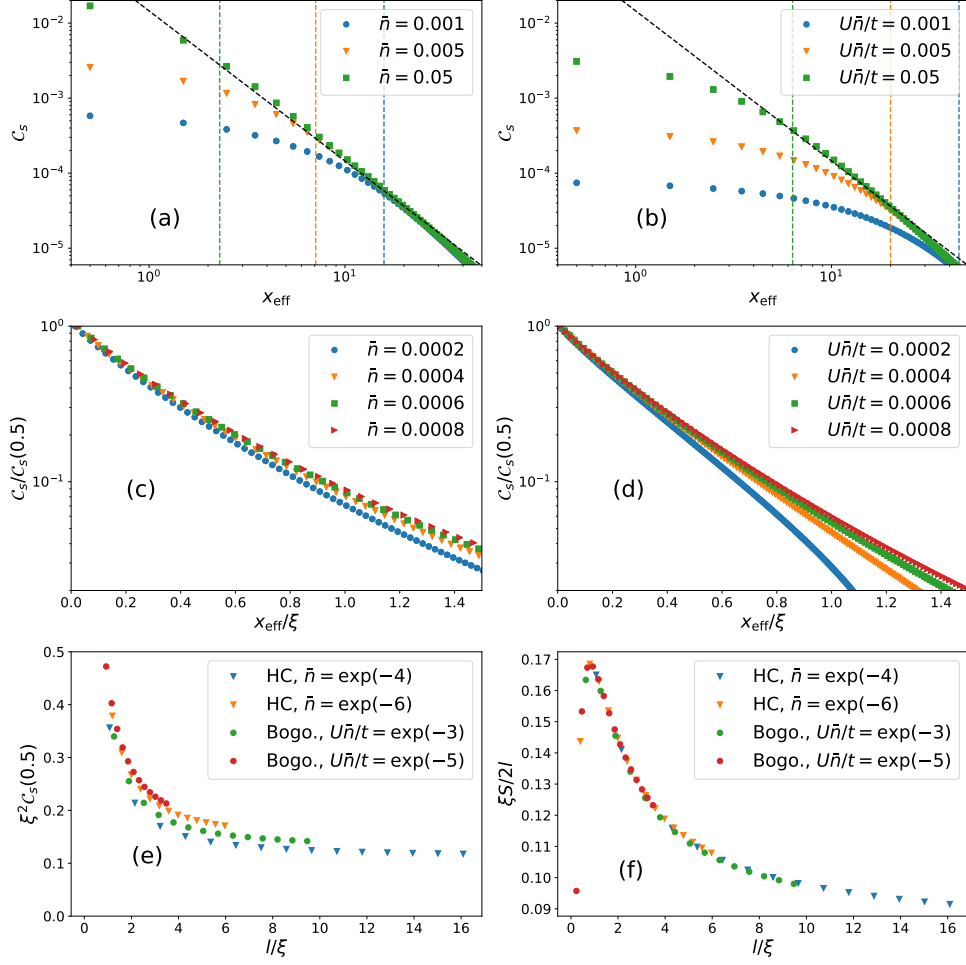 10⁻²
10⁻³
10⁻⁴
10⁻⁵
𝒞ₛ
n̄ = 0.001
n̄ = 0.005
n̄ = 0.05
(a)
10⁰
10¹
x_eff
10⁻²
10⁻³
10⁻⁴
10⁻⁵
𝒞ₛ
Un̄/t = 0.001
Un̄/t = 0.005
Un̄/t = 0.05
(b)
10⁰
10¹
x_eff
10⁰
10⁻¹
𝒞ₛ/𝒞ₛ(0.5)
n̄ = 0.0002
n̄ = 0.0004
n̄ = 0.0006
n̄ = 0.0008
(c)
0.0 0.2 0.4 0.6 0.8 1.0 1.2 1.4
x_eff/ξ
10⁰
10⁻¹
𝒞ₛ/𝒞ₛ(0.5)
Un̄/t = 0.0002
Un̄/t = 0.0004
Un̄/t = 0.0006
Un̄/t = 0.0008
(d)
0.0 0.2 0.4 0.6 0.8 1.0 1.2 1.4
x_eff/ξ
0.5
0.4
0.3
0.2
0.1
0.0
ξ²𝒞ₛ(0.5)
HC, n̄ = exp(−4)
HC, n̄ = exp(−6)
Bogo., Un̄/t = exp(−3)
Bogo., Un̄/t = exp(−5)
(e)
0 2 4 6 8 10 12 14 16
l/ξ
0.17
0.16
0.15
0.14
0.13
0.12
0.11
0.10
0.09
ξS/2l
HC, n̄ = exp(−4)
HC, n̄ = exp(−6)
Bogo., Un̄/t = exp(−3)
Bogo., Un̄/t = exp(−5)
(f)
0 2 4 6 8 10 12 14 16
l/ξ